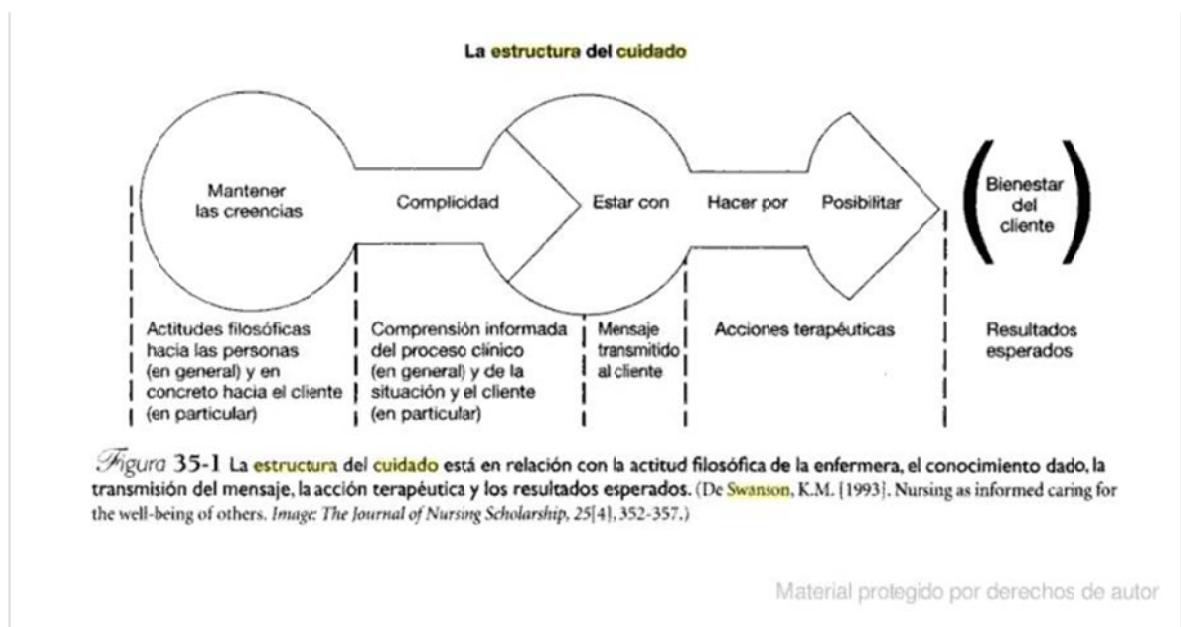 La estructura del cuidado
Mantener
las creencias
Complicidad
Estar con
Hacer por
Posibilitar
Bienestar
del
cliente
Actitudes filosóficas
hacia las personas
(en general) y en
concreto hacia el cliente
(en particular)
Comprensión informada
del proceso clínico
(en general) y de la
situación y el cliente
(en particular)
Mensaje
transmitido
al cliente
Acciones terapéuticas
Resultados
esperados
Figura 35-1 La estructura del cuidado está en relación con la actitud filosófica de la enfermera, el conocimiento dado, la
transmisión del mensaje, la acción terapéutica y los resultados esperados. (De Swanson, K.M. [1993]. Nursing as informed caring for
the well-being of others. Image: The Journal of Nursing Scholarship, 25[4], 352-357.)
Material protegido por derechos de autor